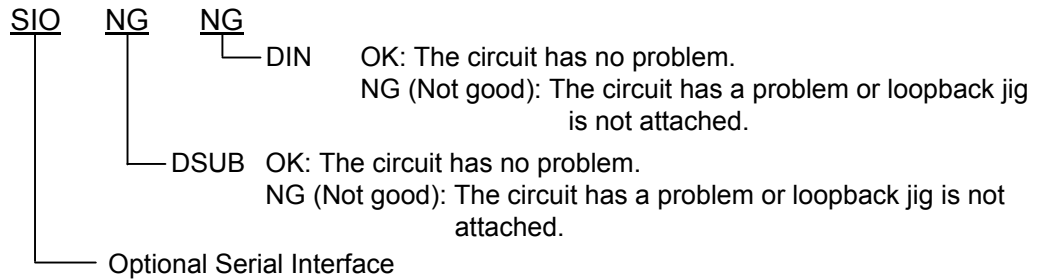 SIO NG NG
DIN OK: The circuit has no problem.
NG (Not good): The circuit has a problem or loopback jig
is not attached.
DSUB OK: The circuit has no problem.
NG (Not good): The circuit has a problem or loopback jig is not
attached.
Optional Serial Interface